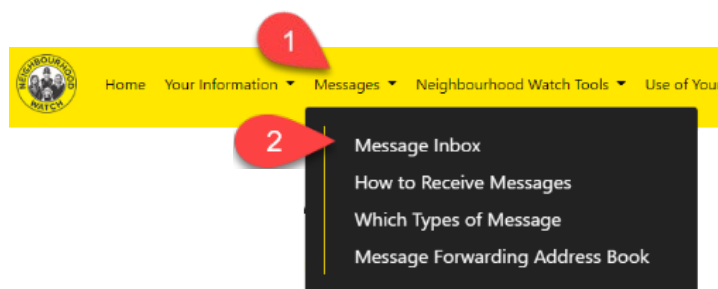 1
NEIGHBOURHOOD WATCH
Home Your Information Messages Neighbourhood Watch Tools Use of You
2
Message Inbox
How to Receive Messages
Which Types of Message
Message Forwarding Address Book